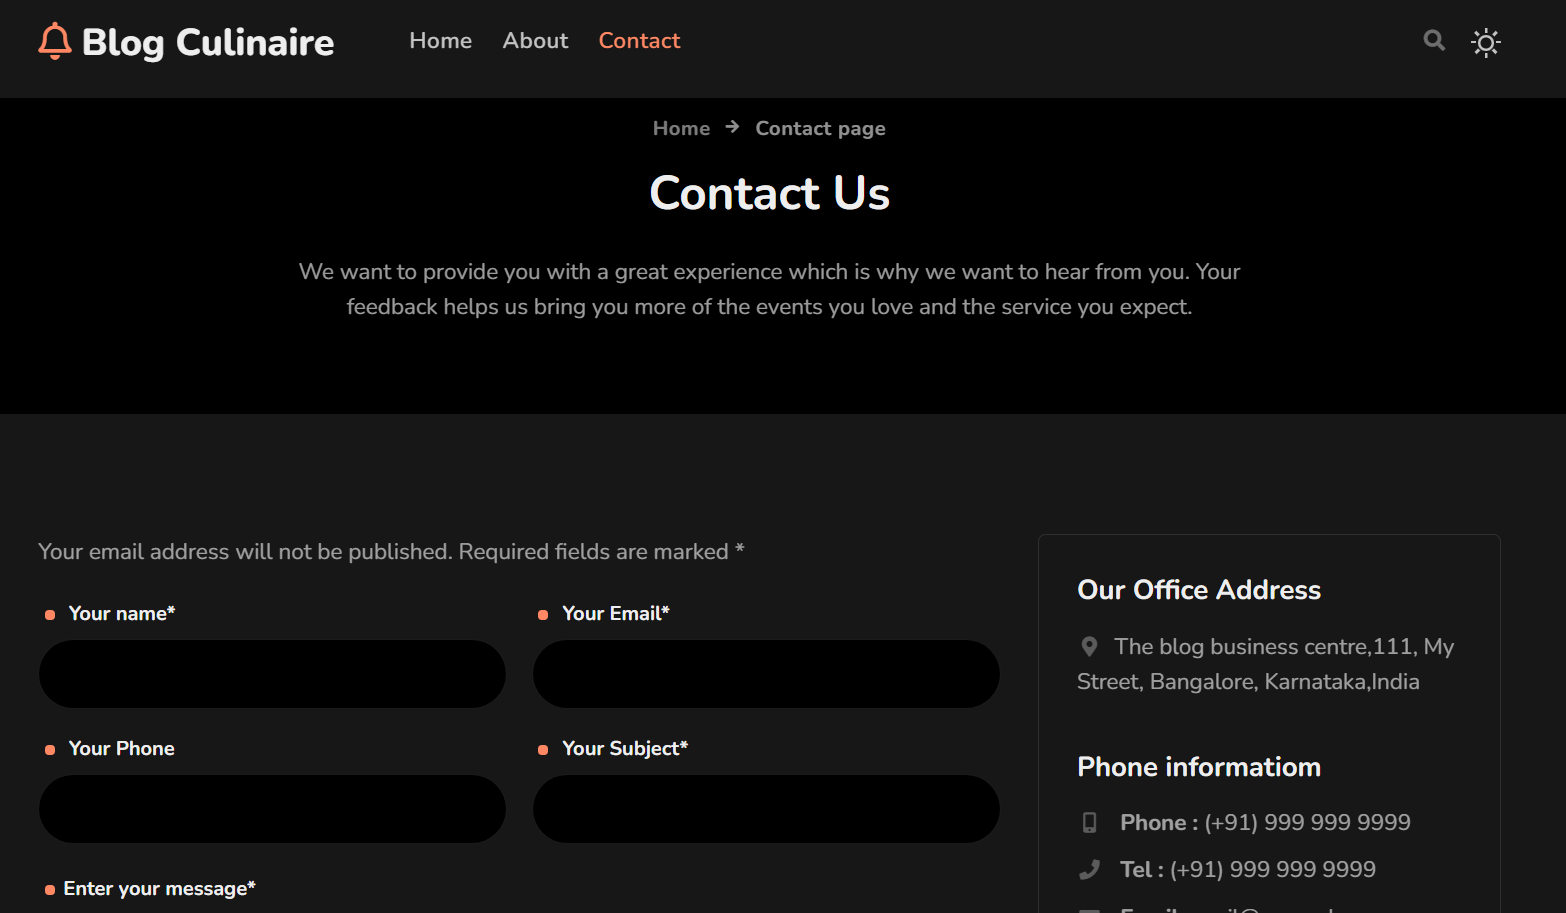 Blog Culinaire
Home About Contact
Home → Contact page
Contact Us
We want to provide you with a great experience which is why we want to hear from you. Your
feedback helps us bring you more of the events you love and the service you expect.
Your email address will not be published. Required fields are marked *
Your name*
Your Email*
Your Phone
Your Subject*
Enter your message*
Our Office Address
The blog business centre,111, My
Street, Bangalore, Karnataka,India
Phone informatiom
Phone : (+91) 999 999 9999
Tel : (+91) 999 999 9999